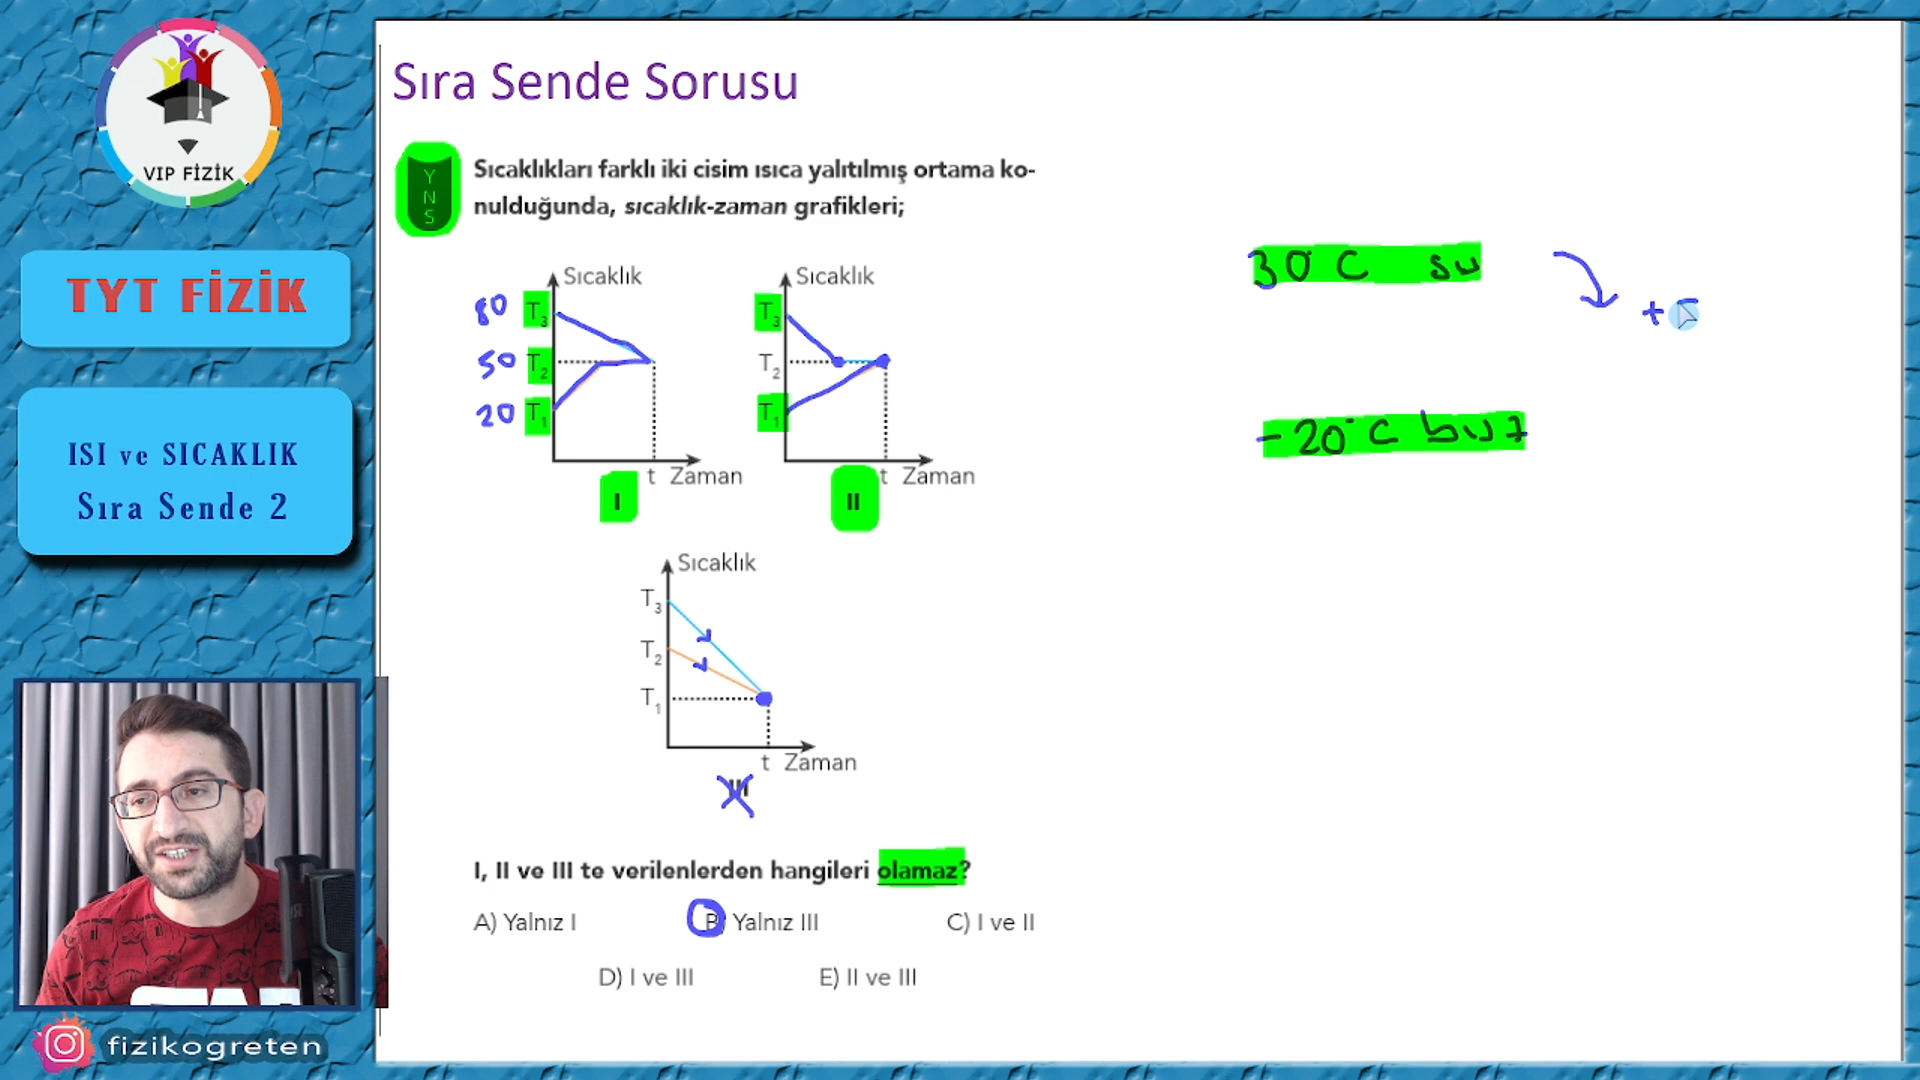 VIP FİZİK
TYT FİZİK
ISI ve SICAKLIK
Sıra Sende 2
fizikogreten
Sıra Sende Sorusu
YNS
Sıcaklıkları farklı iki cisim ısıca yalıtılmış ortama ko-
nulduğunda, sıcaklık-zaman grafikleri;
Sıcaklık
80 T3
50 T2
20 T1
t Zaman
I
Sıcaklık
T3
T2
T1
t Zaman
II
Sıcaklık
T3
T2
T1
t Zaman
III
I, II ve III te verilenlerden hangileri olamaz?
A) Yalnız I B) Yalnız III C) I ve II
D) I ve III E) II ve III
30°C su
+5
-20°C buz